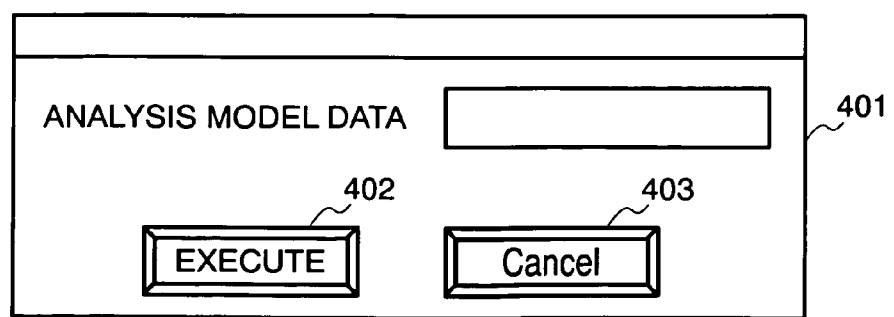 ANALYSIS MODEL DATA
401
402
403
EXECUTE
Cancel